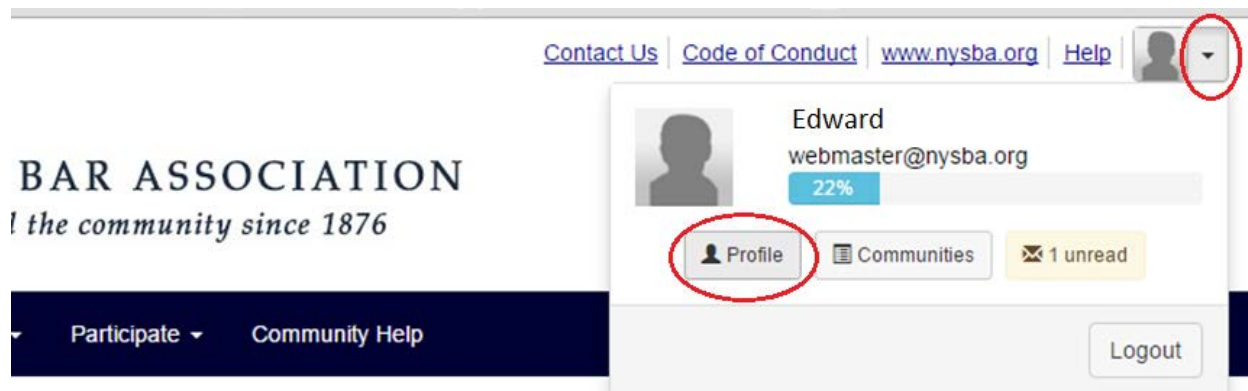 Contact Us Code of Conduct www.nysba.org Help
Edward
webmaster@nysba.org
22%
BAR ASSOCIATION
the community since 1876
Profile Communities 1 unread
Participate Community Help
Logout